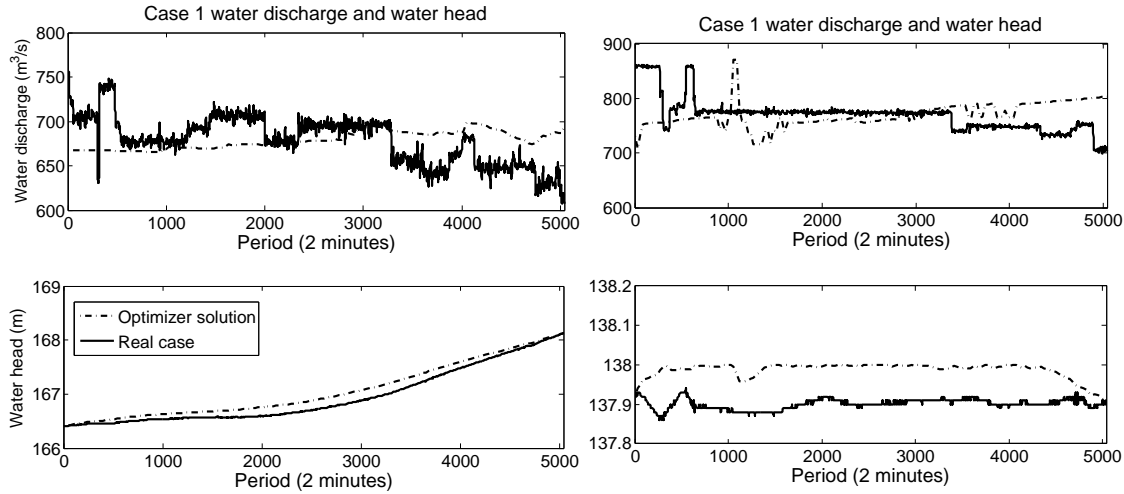 Case 1 water discharge and water head
Water discharge (m³/s)
800
750
700
650
600
0 1000 2000 3000 4000 5000
Period (2 minutes)
Case 1 water discharge and water head
900
800
700
600
0 1000 2000 3000 4000 5000
Period (2 minutes)
Water head (m)
169
168
167
166
Optimizer solution
Real case
0 1000 2000 3000 4000 5000
Period (2 minutes)
138.2
138.1
138
137.9
137.8
0 1000 2000 3000 4000 5000
Period (2 minutes)